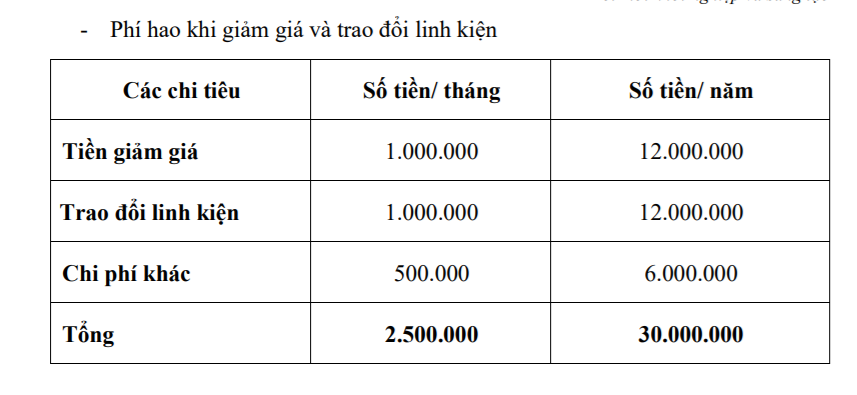 - Phí hao khi giảm giá và trao đổi linh kiện
Các chi tiêu Số tiền/ tháng Số tiền/ năm
Tiền giảm giá 1.000.000 12.000.000
Trao đổi linh kiện 1.000.000 12.000.000
Chi phí khác 500.000 6.000.000
Tổng 2.500.000 30.000.000